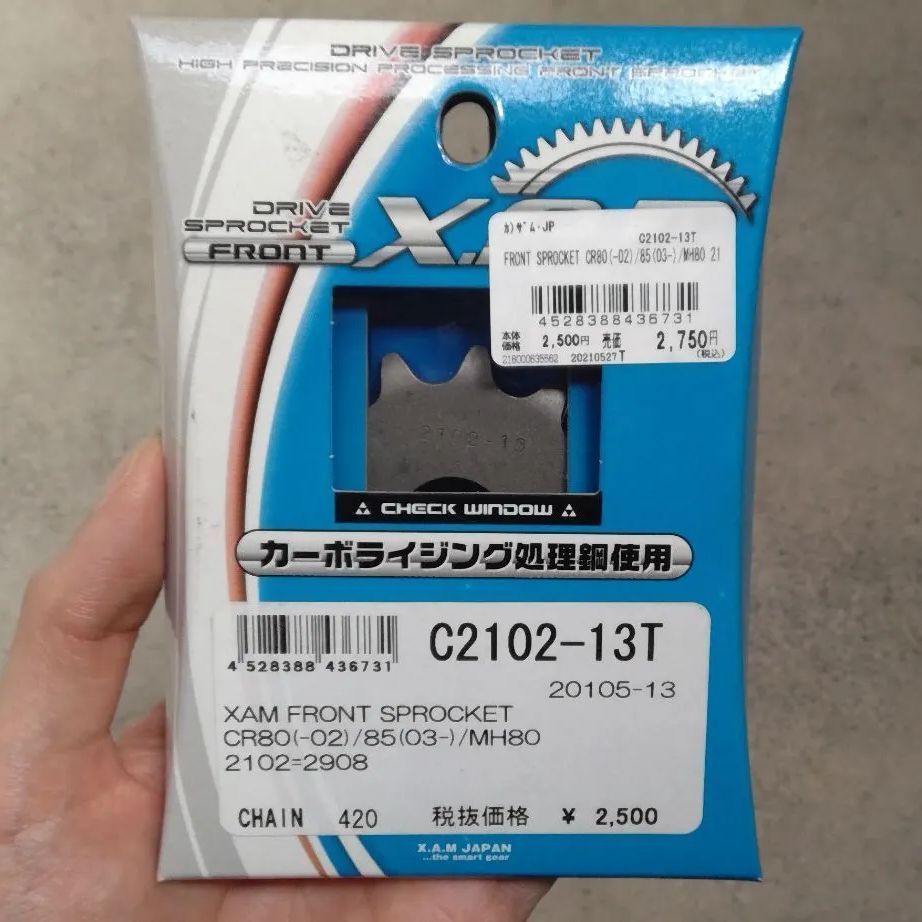 DRIVE SPROCKET
HIGH PRECISION PROCESSING FRONT SPROCKET
DRIVE
SPROCKET
FRONT
X.A.M
ｶ)ｻﾞﾑ･JP
C2102-13T
FRONT SPROCKET CR80(-02)/85(03-)/MH80 21
4528388436731
本体価格 2,500円 売価 2,750円
(税込)
216000635562 20210527T
2102-13
CHECK WINDOW
カーボライジング処理鋼使用
4 528388 436731
C2102-13T
20105-13
XAM FRONT SPROCKET
CR80(-02)/85(03-)/MH80
2102=2908
CHAIN 420 税抜価格 ¥ 2,500
X.A.M JAPAN
...the smart gear